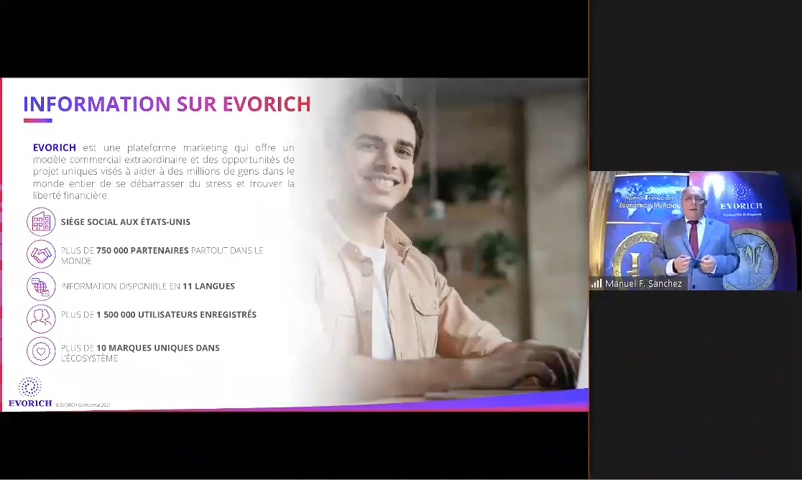 INFORMATION SUR EVORICH
EVORICH est une plateforme marketing qui offre un
modèle commercial extraordinaire et des opportunités de
projet uniques visés à aider à des millions de gens dans le
monde entier de se débarrasser du stress et trouver la
liberté financière.
SIÈGE SOCIAL AUX ÉTATS-UNIS
PLUS DE 750 000 PARTENAIRES PARTOUT DANS LE
MONDE
INFORMATION DISPONIBLE EN 11 LANGUES
PLUS DE 1 500 000 UTILISATEURS ENREGISTRÉS
PLUS DE 10 MARQUES UNIQUES DANS
L'ÉCOSYSTÈME
EVORICH
Nueva Evolución
Económica Mundial
EVORICH
Manuel F. Sanchez